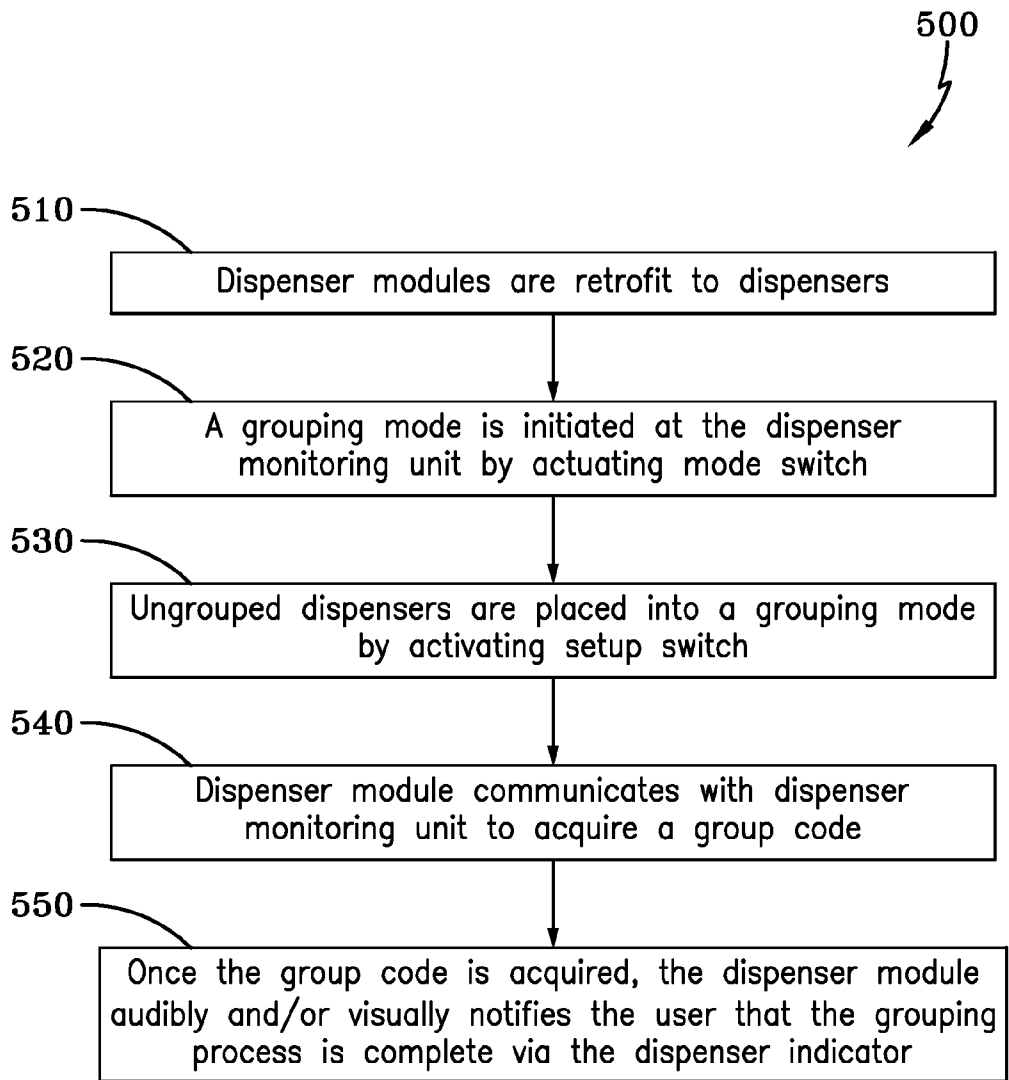 500
510
Dispenser modules are retrofit to dispensers
520
A grouping mode is initiated at the dispenser
monitoring unit by actuating mode switch
530
Ungrouped dispensers are placed into a grouping mode
by activating setup switch
540
Dispenser module communicates with dispenser
monitoring unit to acquire a group code
550
Once the group code is acquired, the dispenser module
audibly and/or visually notifies the user that the grouping
process is complete via the dispenser indicator